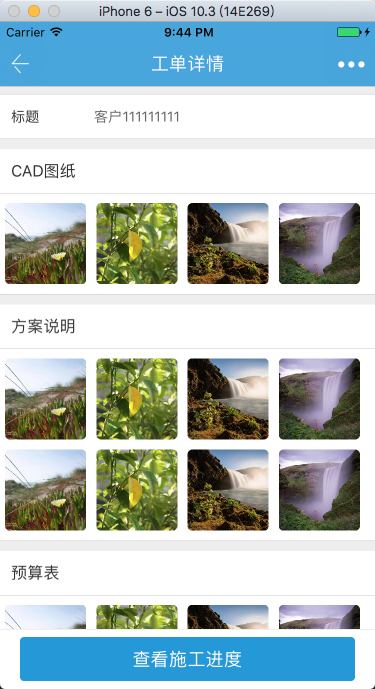 iPhone 6 – iOS 10.3 (14E269)
Carrier 9:44 PM
工单详情
标题 客户111111111
CAD图纸
方案说明
预算表
查看施工进度